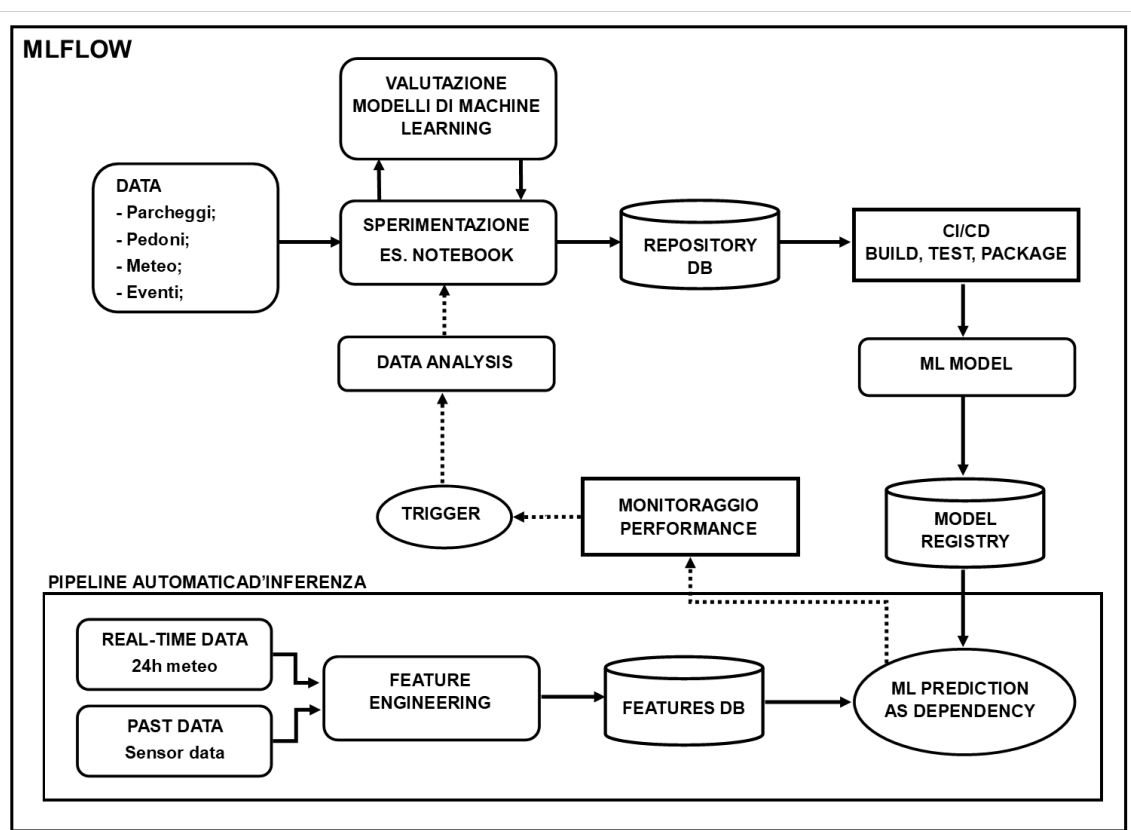 MLFLOW
VALUTAZIONE
MODELLI DI MACHINE
LEARNING
DATA
- Parcheggi;
- Pedoni;
- Meteo;
- Eventi;
SPERIMENTAZIONE
ES. NOTEBOOK
REPOSITORY
DB
CI/CD
BUILD, TEST, PACKAGE
DATA ANALYSIS
ML MODEL
TRIGGER
MONITORAGGIO
PERFORMANCE
MODEL
REGISTRY
PIPELINE AUTOMATICAD'INFERENZA
REAL-TIME DATA
24h meteo
PAST DATA
Sensor data
FEATURE
ENGINEERING
FEATURES DB
ML PREDICTION
AS DEPENDENCY